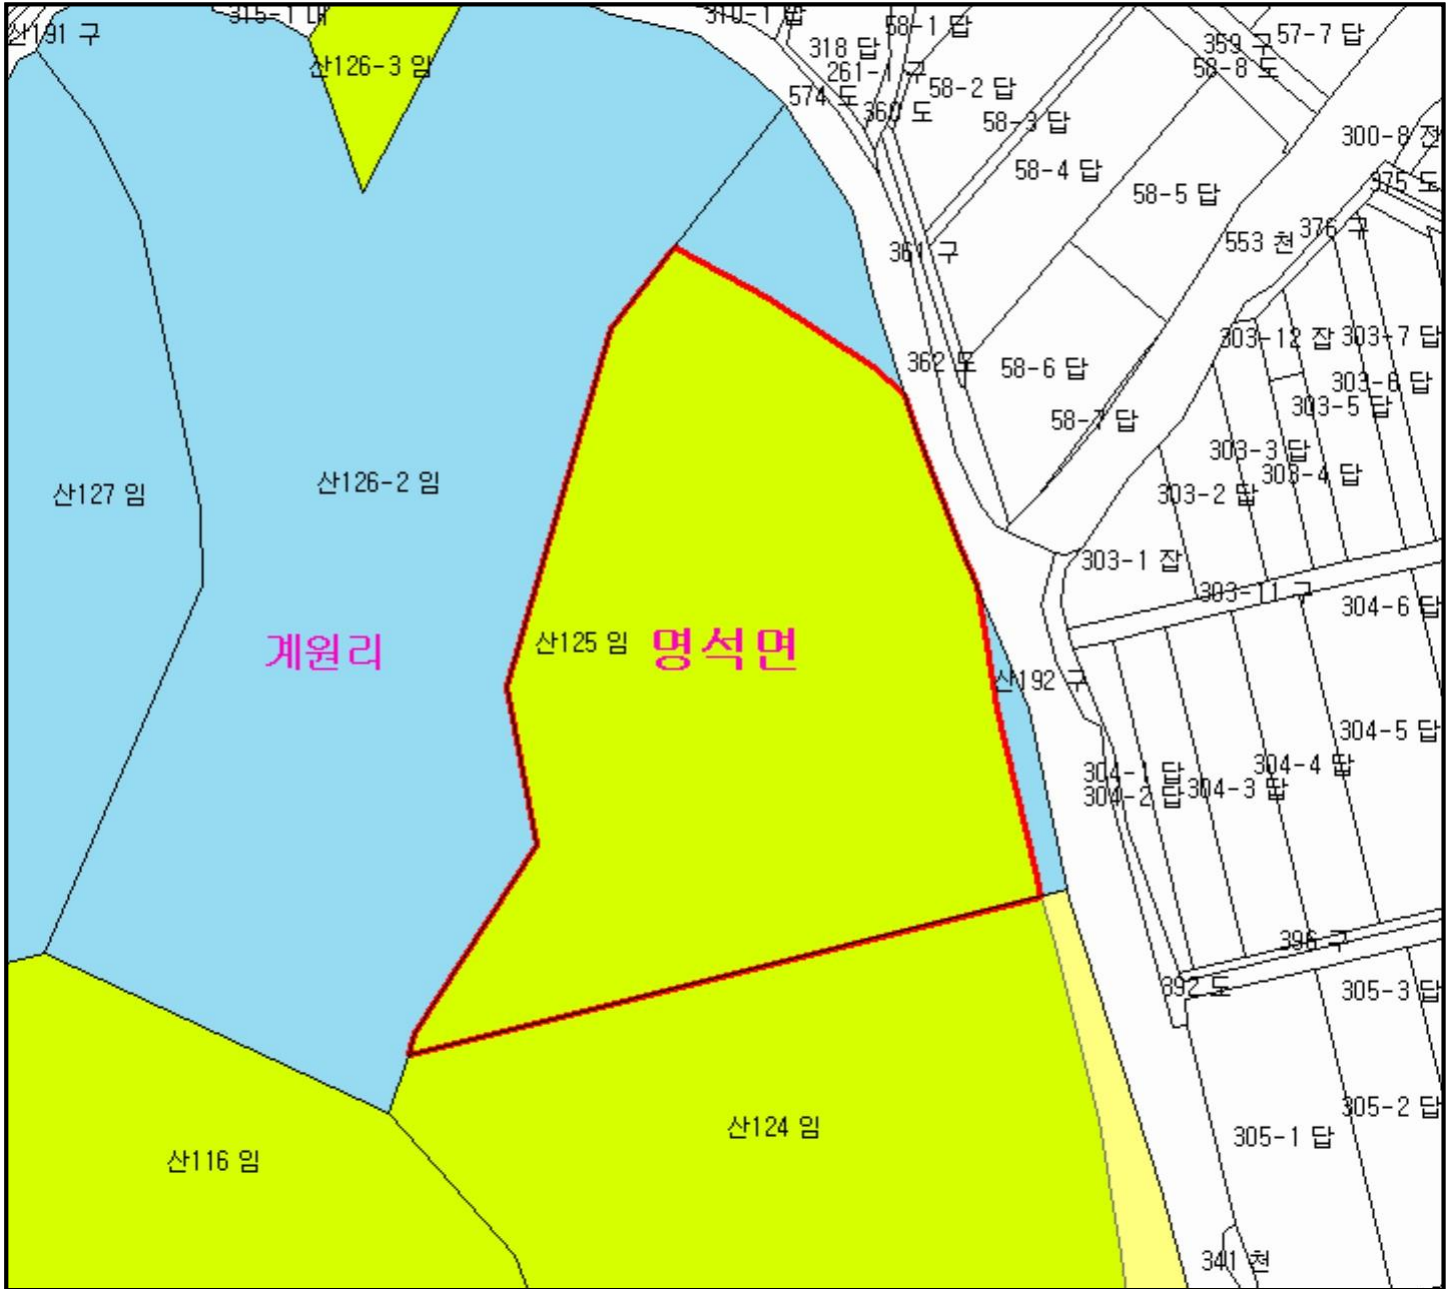 산191 구
315-1 대
산126-3 임
310-1 답
318 답
58-1 답
261-1 구
574 도
360 도
58-2 답
58-3 답
359 구
57-7 답
58-8 도
300-8 전
58-4 답
58-5 답
375 도
376 구
553 천
361 구
362 도
58-6 답
58-7 답
303-12 잡
303-7 답
303-6 답
303-5 답
303-3 답
303-4 답
303-2 답
산127 임
산126-2 임
303-1 잡
303-11 구
304-6 답
계원리
산125 임
명석면
산192 구
304-5 답
304-1 답
304-4 답
304-2 답
304-3 답
396 구
392 도
305-3 답
산124 임
305-2 답
305-1 답
산116 임
341 천